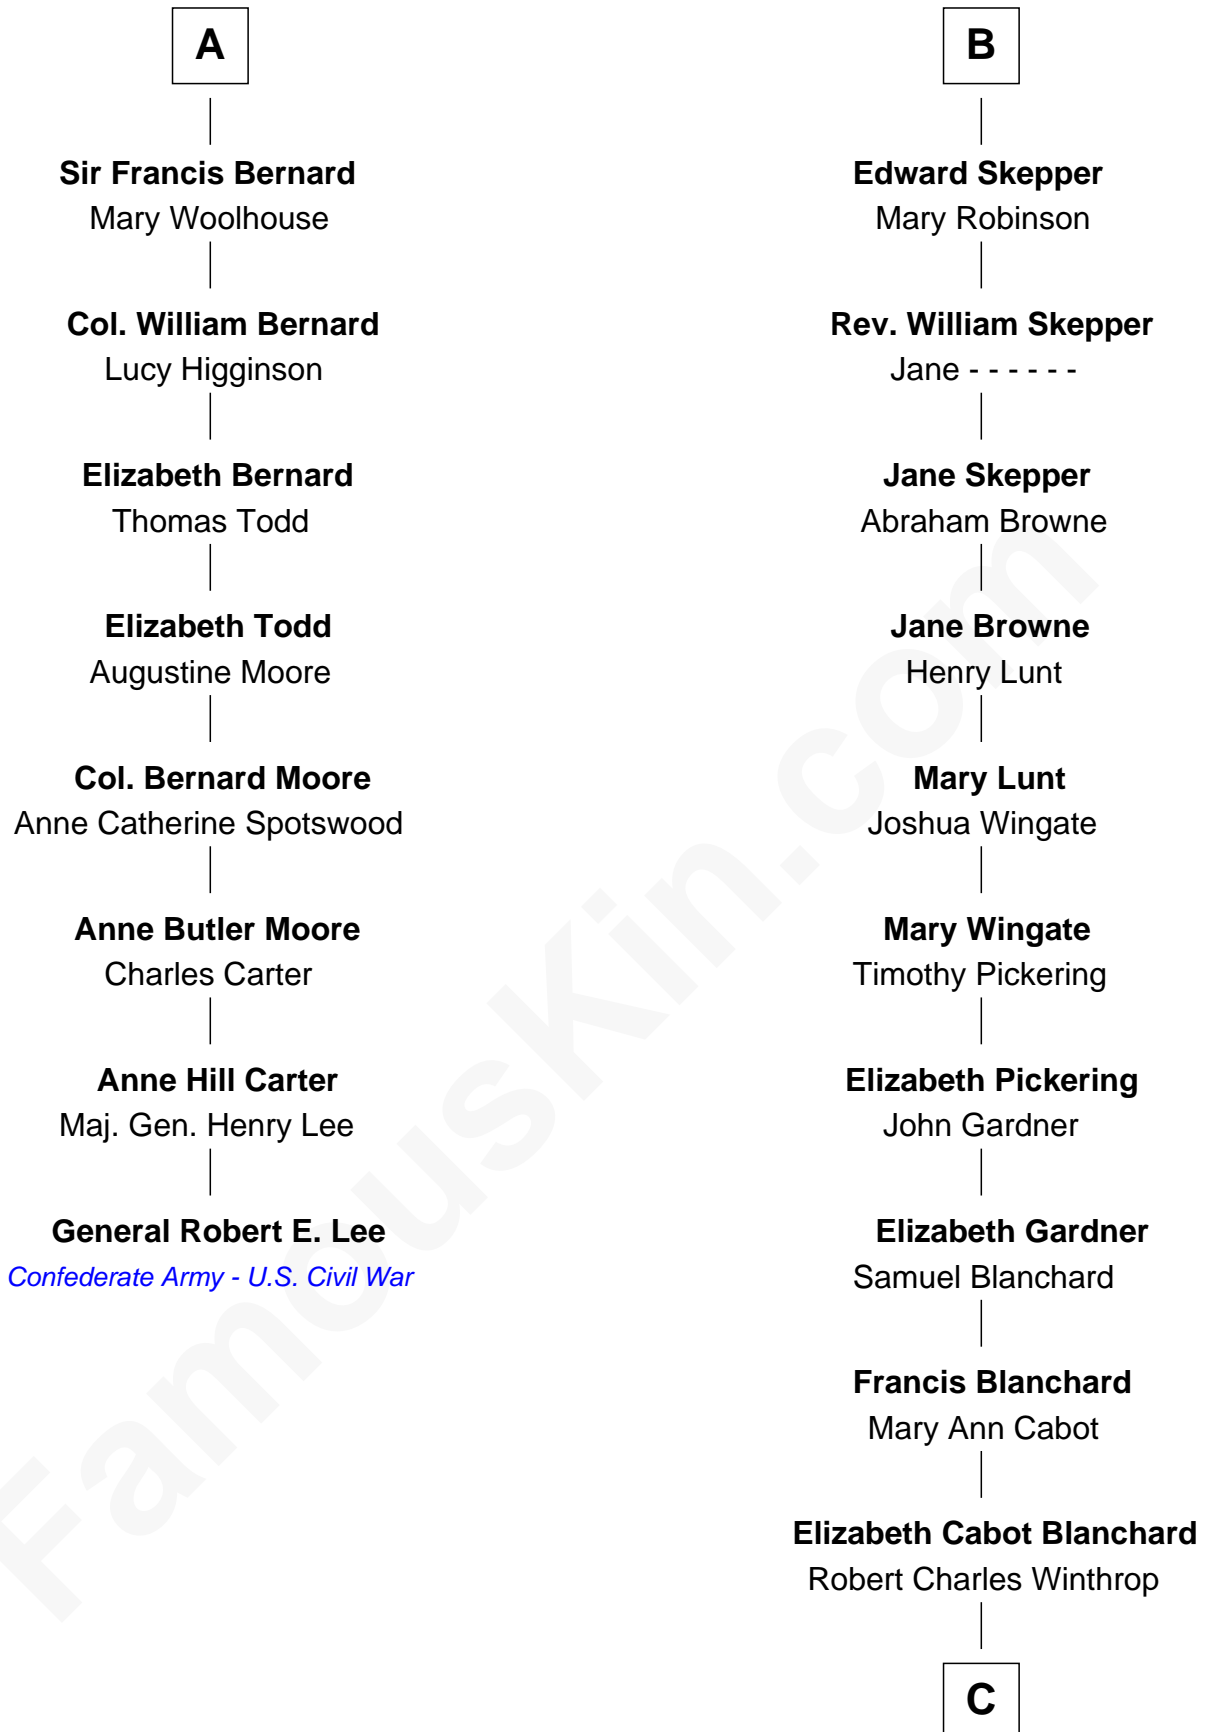 A
Sir Francis Bernard
Mary Woolhouse
Col. William Bernard
Lucy Higginson
Elizabeth Bernard
Thomas Todd
Elizabeth Todd
Augustine Moore
Col. Bernard Moore
Anne Catherine Spotswood
Anne Butler Moore
Charles Carter
Anne Hill Carter
Maj. Gen. Henry Lee
General Robert E. Lee
Confederate Army - U.S. Civil War
B
Edward Skepper
Mary Robinson
Rev. William Skepper
Jane - - - - - -
Jane Skepper
Abraham Browne
Jane Browne
Henry Lunt
Mary Lunt
Joshua Wingate
Mary Wingate
Timothy Pickering
Elizabeth Pickering
John Gardner
Elizabeth Gardner
Samuel Blanchard
Francis Blanchard
Mary Ann Cabot
Elizabeth Cabot Blanchard
Robert Charles Winthrop
C
FamousKin.com